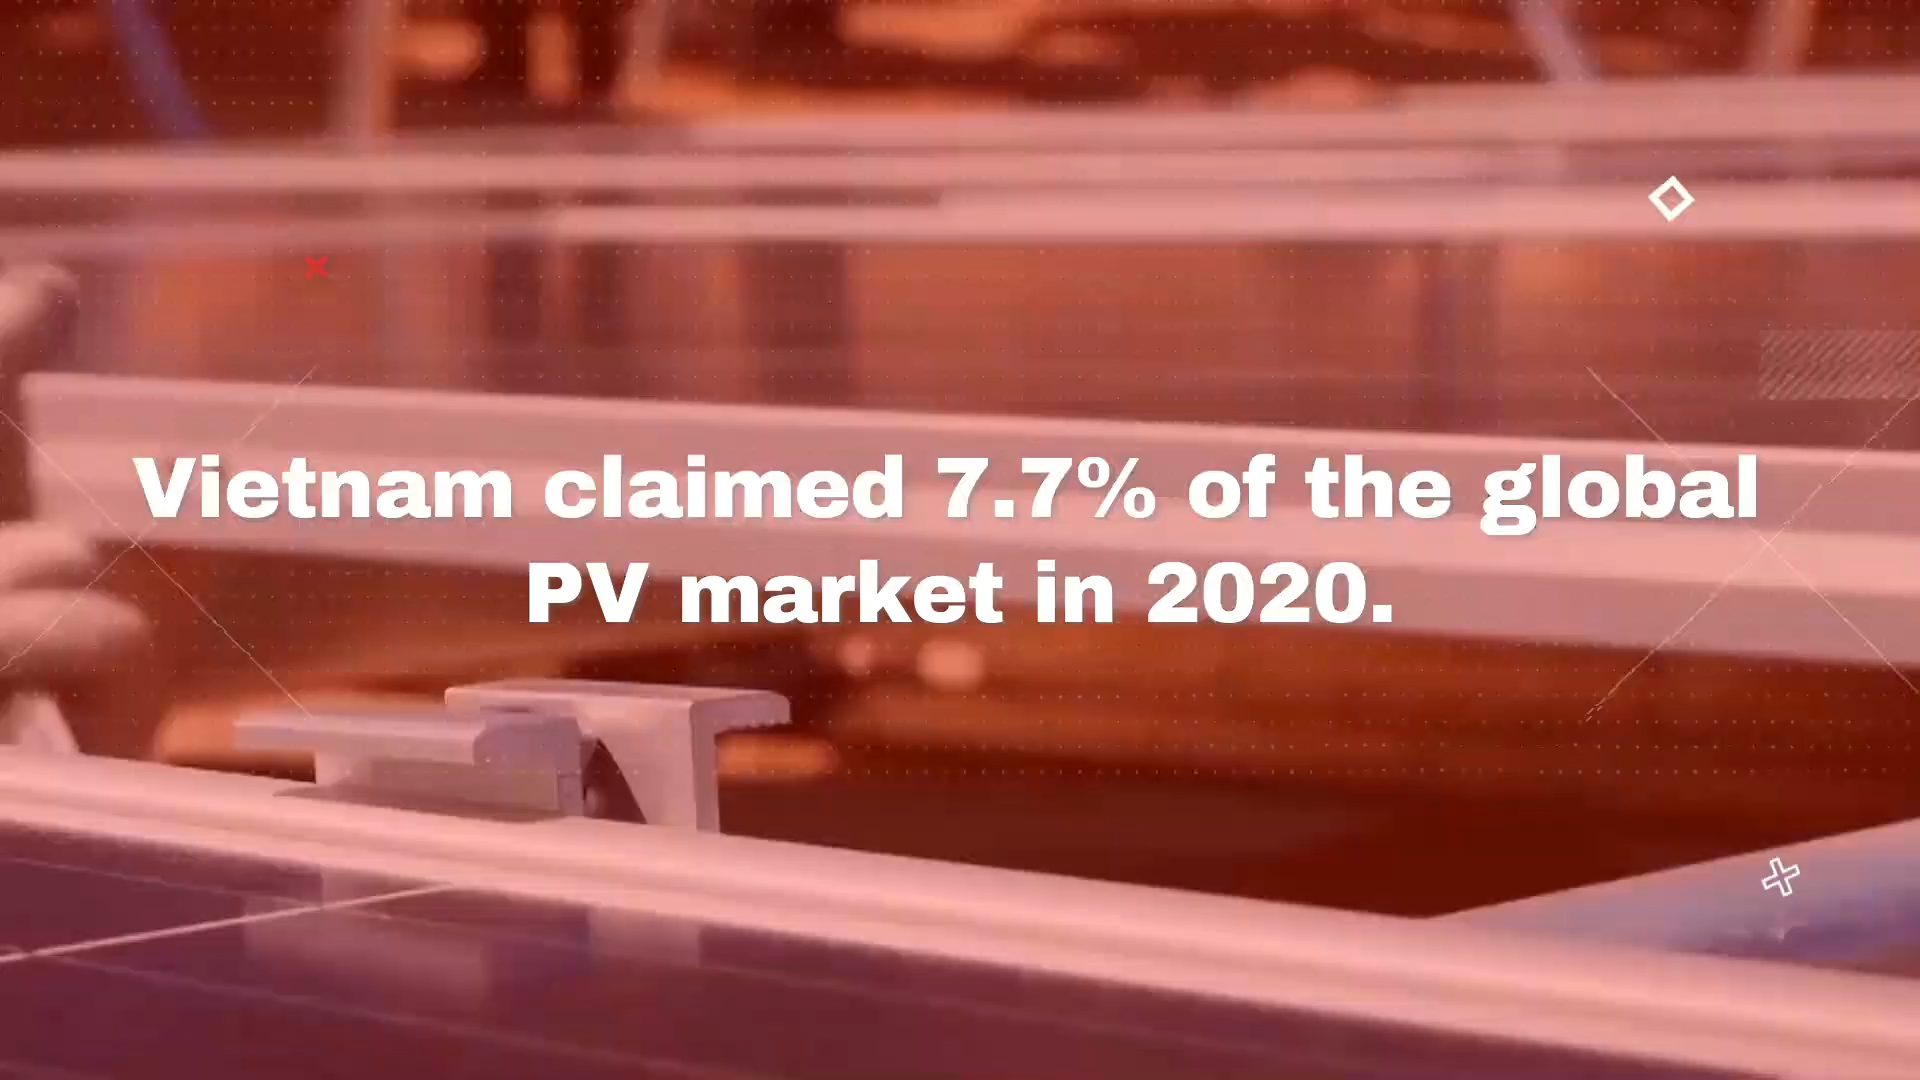 Vietnam claimed 7.7% of the global
PV market in 2020.